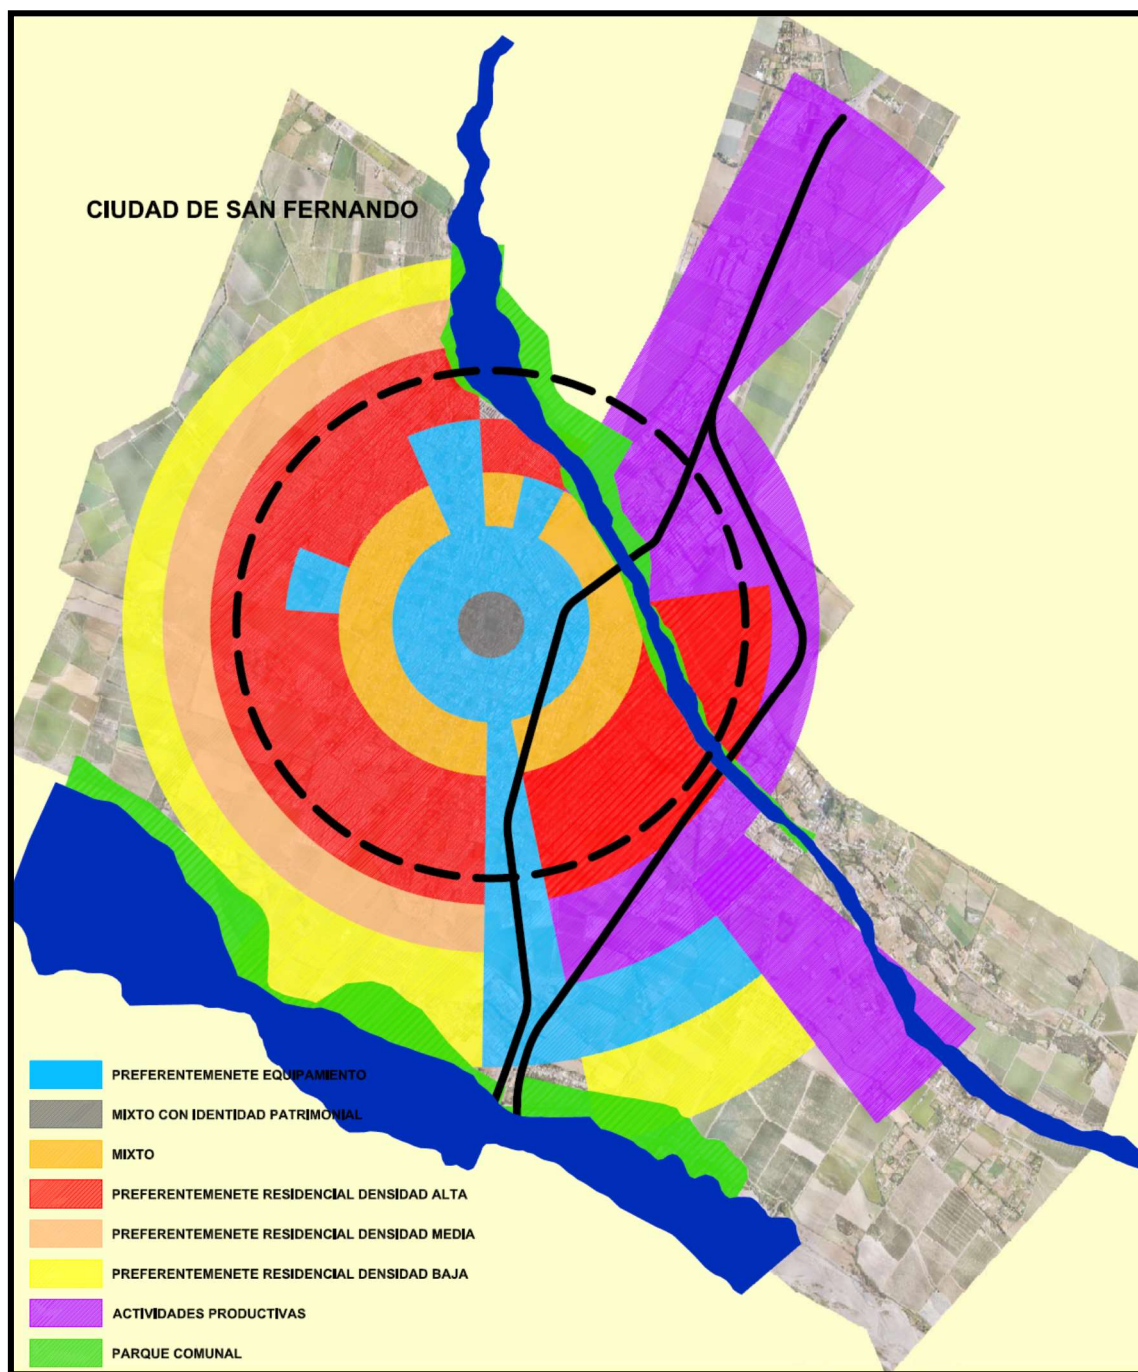 CIUDAD DE SAN FERNANDO
PREFERENTEMENETE EQUIPAMIENTO
MIXTO CON IDENTIDAD PATRIMONIAL
MIXTO
PREFERENTEMENETE RESIDENCIAL DENSIDAD ALTA
PREFERENTEMENETE RESIDENCIAL DENSIDAD MEDIA
PREFERENTEMENETE RESIDENCIAL DENSIDAD BAJA
ACTIVIDADES PRODUCTIVAS
PARQUE COMUNAL